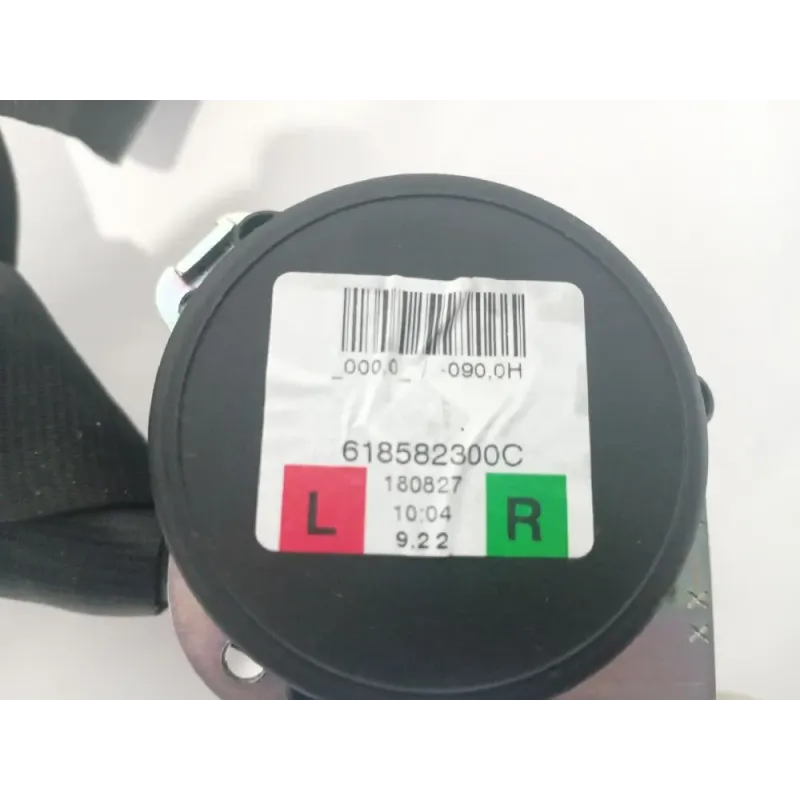 _000,0_ / -090,0H
618582300C
L 180827 R
10:04
9,22
X X